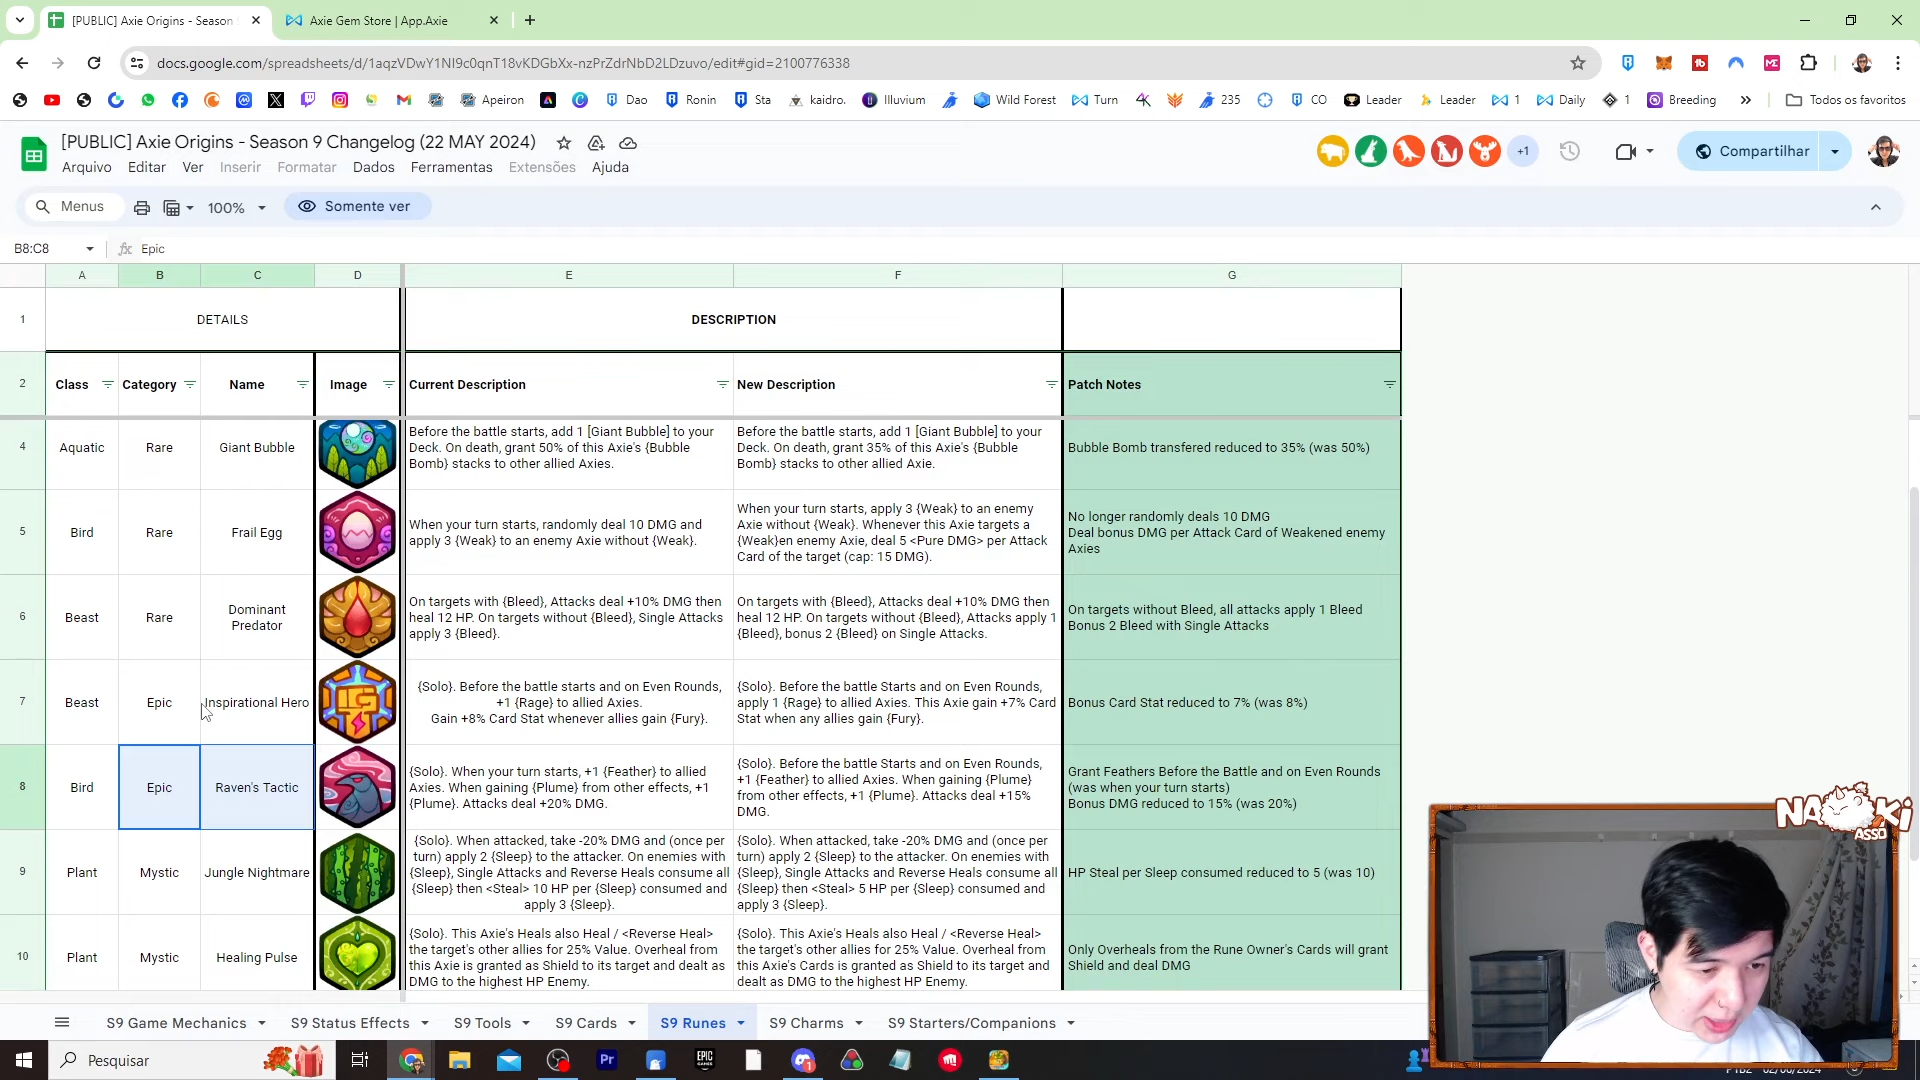 [PUBLIC] Axie Origins - Season
Axie Gem Store | App.Axie
docs.google.com/spreadsheets/d/1aqzVDwY1NI9c0qnT18vKDGbXx-nzPrZdrNbD2LDzuvo/edit#gid=2100776338
Apeiron
Dao
Ronin
Sta
kaidro.
Illuvium
Wild Forest
Turn
235
CO
Leader
Leader
1
Daily
1
Breeding
Todos os favoritos
[PUBLIC] Axie Origins - Season 9 Changelog (22 MAY 2024)
Arquivo Editar Ver Inserir Formatar Dados Ferramentas Extensões Ajuda
+1
Compartilhar
Menus
100%
Somente ver
B8:C8
fx Epic
A B C D E F G
1
DETAILS
DESCRIPTION
2
Class
Category
Name
Image
Current Description
New Description
Patch Notes
4
Aquatic
Rare
Giant Bubble
Before the battle starts, add 1 [Giant Bubble] to your
Deck. On death, grant 50% of this Axie's {Bubble
Bomb} stacks to other allied Axies.
Before the battle starts, add 1 [Giant Bubble] to your
Deck. On death, grant 35% of this Axie's {Bubble
Bomb} stacks to other allied Axie.
Bubble Bomb transfered reduced to 35% (was 50%)
5
Bird
Rare
Frail Egg
When your turn starts, randomly deal 10 DMG and
apply 3 {Weak} to an enemy Axie without {Weak}.
When your turn starts, apply 3 {Weak} to an enemy
Axie without {Weak}. Whenever this Axie targets a
{Weak}en enemy Axie, deal 5 <Pure DMG> per Attack
Card of the target (cap: 15 DMG).
No longer randomly deals 10 DMG
Deal bonus DMG per Attack Card of Weakened enemy
Axies
6
Beast
Rare
Dominant
Predator
On targets with {Bleed}, Attacks deal +10% DMG then
heal 12 HP. On targets without {Bleed}, Single Attacks
apply 3 {Bleed}.
On targets with {Bleed}, Attacks deal +10% DMG then
heal 12 HP. On targets without {Bleed}, Attacks apply 1
{Bleed}, bonus 2 {Bleed} on Single Attacks.
On targets without Bleed, all attacks apply 1 Bleed
Bonus 2 Bleed with Single Attacks
7
Beast
Epic
Inspirational Hero
{Solo}. Before the battle starts and on Even Rounds,
+1 {Rage} to allied Axies.
Gain +8% Card Stat whenever allies gain {Fury}.
{Solo}. Before the battle Starts and on Even Rounds,
apply 1 {Rage} to allied Axies. This Axie gain +7% Card
Stat when any allies gain {Fury}.
Bonus Card Stat reduced to 7% (was 8%)
8
Bird
Epic
Raven's Tactic
{Solo}. When your turn starts, +1 {Feather} to allied
Axies. When gaining {Plume} from other effects, +1
{Plume}. Attacks deal +20% DMG.
{Solo}. Before the battle Starts and on Even Rounds,
+1 {Feather} to allied Axies. When gaining {Plume}
from other effects, +1 {Plume}. Attacks deal +15%
DMG.
Grant Feathers Before the Battle and on Even Rounds
(was when your turn starts)
Bonus DMG reduced to 15% (was 20%)
9
Plant
Mystic
Jungle Nightmare
{Solo}. When attacked, take -20% DMG and (once per
turn) apply 2 {Sleep} to the attacker. On enemies with
{Sleep}, Single Attacks and Reverse Heals consume all
{Sleep} then <Steal> 10 HP per {Sleep} consumed and
apply 3 {Sleep}.
{Solo}. When attacked, take -20% DMG and (once per
turn) apply 2 {Sleep} to the attacker. On enemies with
{Sleep}, Single Attacks and Reverse Heals consume all
{Sleep} then <Steal> 5 HP per {Sleep} consumed and
apply 3 {Sleep}.
HP Steal per Sleep consumed reduced to 5 (was 10)
10
Plant
Mystic
Healing Pulse
{Solo}. This Axie's Heals also Heal / <Reverse Heal>
the target's other allies for 25% Value. Overheal from
this Axie is granted as Shield to its target and dealt as
DMG to the highest HP Enemy.
{Solo}. This Axie's Heals also Heal / <Reverse Heal>
the target's other allies for 25% Value. Overheal from
this Axie's Cards is granted as Shield to its target and
dealt as DMG to the highest HP Enemy.
Only Overheals from the Rune Owner's Cards will grant
Shield and deal DMG
NAOKi
ASSO
S9 Game Mechanics
S9 Status Effects
S9 Tools
S9 Cards
S9 Runes
S9 Charms
S9 Starters/Companions
Pesquisar
Pr
EPIC
GAMES